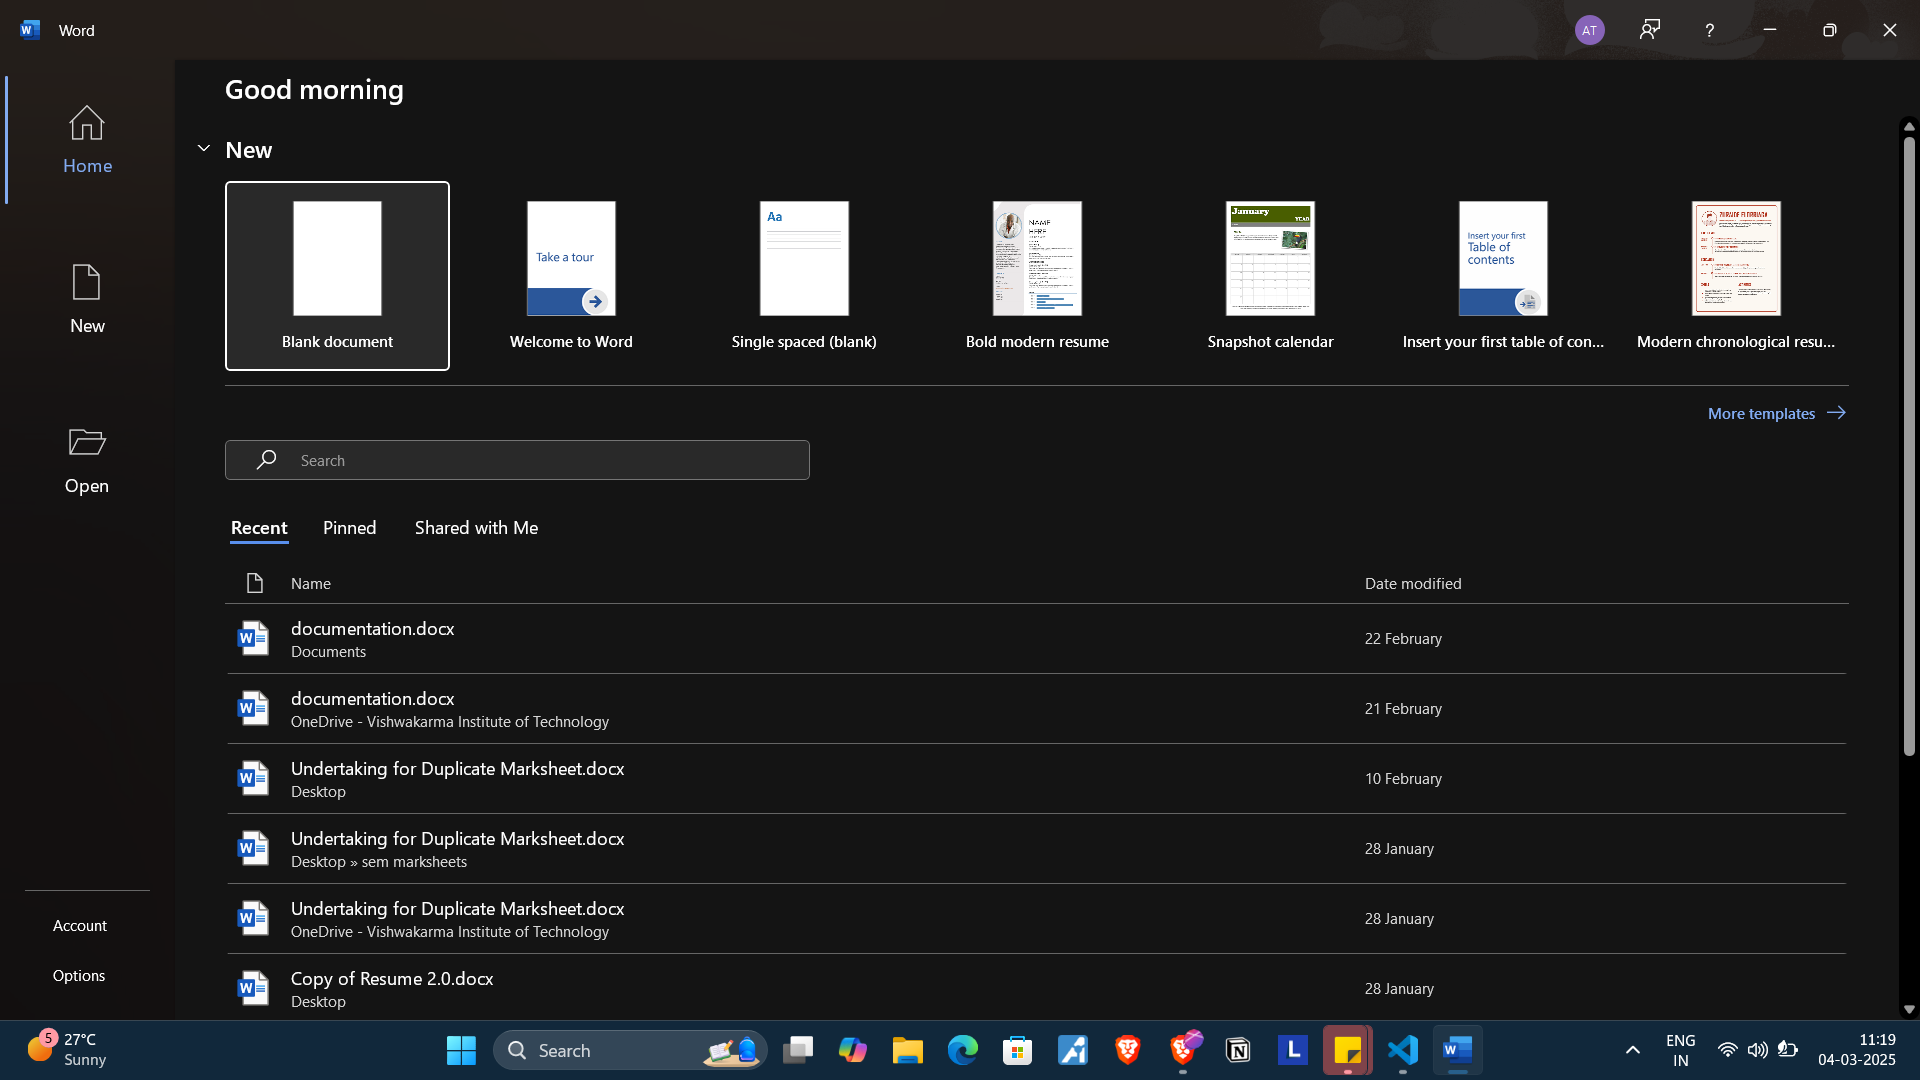 Word
AT
?
Good morning
New
Home
New
Open
Account
Options
Take a tour
Aa
NAME
HERE
January
YEAR
Insert your first
Table of
contents
Blank document
Welcome to Word
Single spaced (blank)
Bold modern resume
Snapshot calendar
Insert your first table of con...
Modern chronological resu...
More templates
Search
Recent
Pinned
Shared with Me
Name
Date modified
documentation.docx
Documents
22 February
documentation.docx
OneDrive - Vishwakarma Institute of Technology
21 February
Undertaking for Duplicate Marksheet.docx
Desktop
10 February
Undertaking for Duplicate Marksheet.docx
Desktop » sem marksheets
28 January
Undertaking for Duplicate Marksheet.docx
OneDrive - Vishwakarma Institute of Technology
28 January
Copy of Resume 2.0.docx
Desktop
28 January
5
27°C
Sunny
Search
L
ENG
IN
11:19
04-03-2025